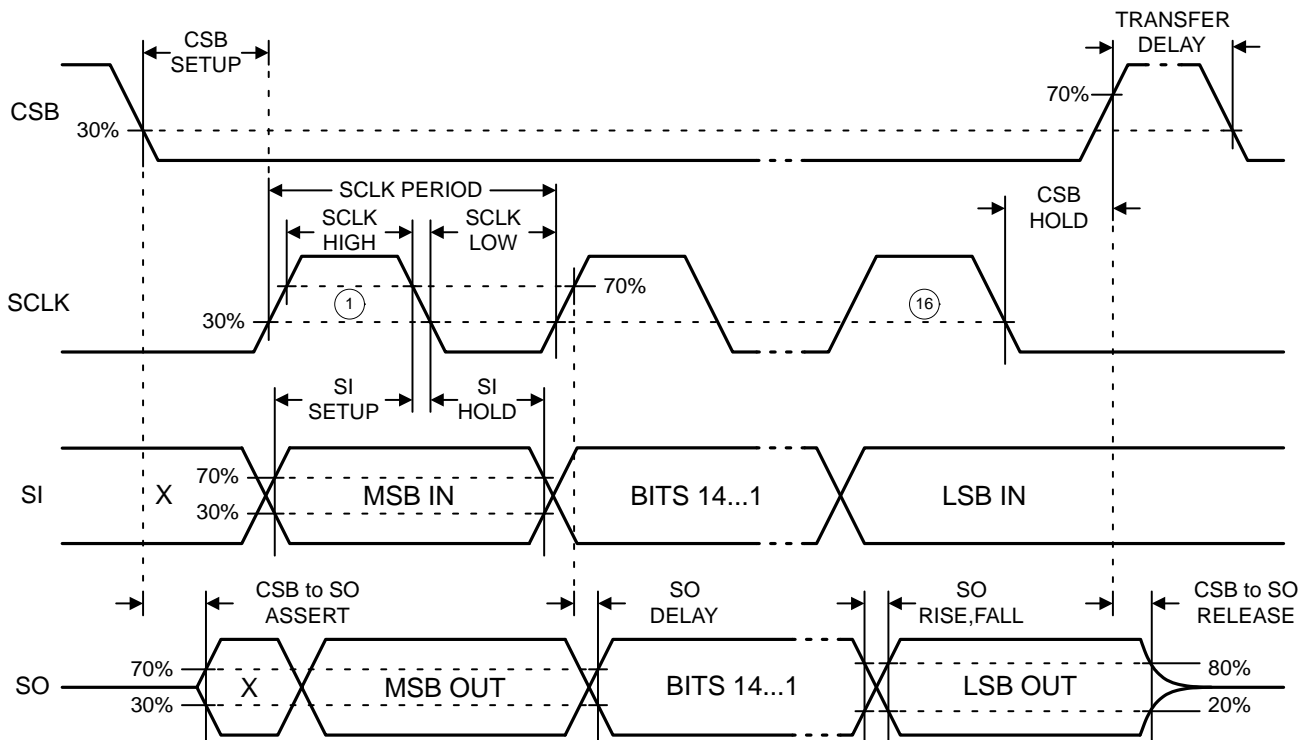 TRANSFER
DELAY
CSB
SETUP
CSB
70%
30%
SCLK PERIOD
CSB
HOLD
SCLK
HIGH
SCLK
LOW
SCLK
1
70%
16
30%
SI
SETUP
SI
HOLD
SI
70%
30%
X
MSB IN
BITS 14...1
LSB IN
CSB to SO
ASSERT
SO
DELAY
SO
RISE,FALL
CSB to SO
RELEASE
SO
70%
30%
X
MSB OUT
BITS 14...1
LSB OUT
80%
20%